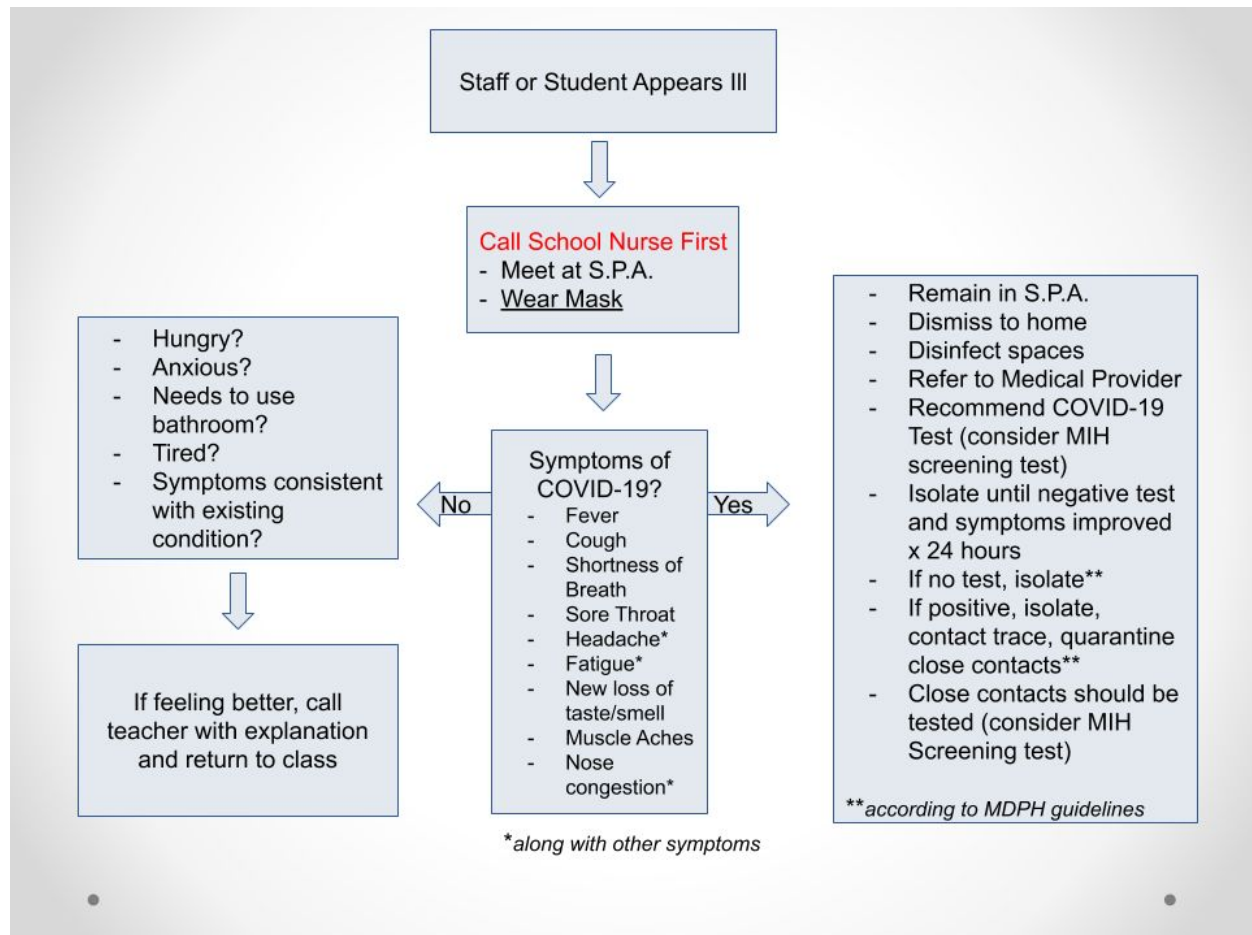 Staff or Student Appears Ill
Call School Nurse First
- Meet at S.P.A.
- Wear Mask
- Hungry?
- Anxious?
- Needs to use
bathroom?
- Tired?
- Symptoms consistent
with existing
condition?
If feeling better, call
teacher with explanation
and return to class
No
Symptoms of
COVID-19?
- Fever
- Cough
- Shortness of
Breath
- Sore Throat
- Headache*
- Fatigue*
- New loss of
taste/smell
- Muscle Aches
- Nose
congestion*
*along with other symptoms
Yes
- Remain in S.P.A.
- Dismiss to home
- Disinfect spaces
- Refer to Medical Provider
- Recommend COVID-19
Test (consider MIH
screening test)
- Isolate until negative test
and symptoms improved
x 24 hours
- If no test, isolate**
- If positive, isolate,
contact trace, quarantine
close contacts**
- Close contacts should be
tested (consider MIH
Screening test)
**according to MDPH guidelines